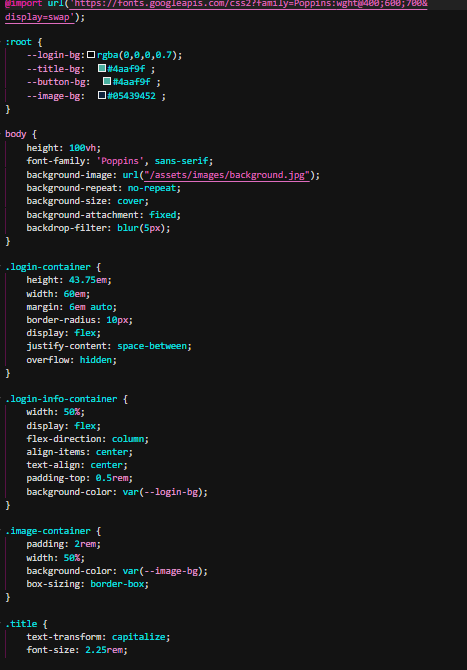 @import url('https://fonts.googleapis.com/css2?family=Poppins:wght@400;600;700&
display=swap');
:root {
--login-bg:rgba(0,0,0,0.7);
--title-bg: #4aaf9f ;
--button-bg: #4aaf9f ;
--image-bg: #05439452 ;
}
body {
height: 100vh;
font-family: 'Poppins', sans-serif;
background-image: url("/assets/images/background.jpg");
background-repeat: no-repeat;
background-size: cover;
background-attachment: fixed;
backdrop-filter: blur(5px);
}
.login-container {
height: 43.75em;
width: 60em;
margin: 6em auto;
border-radius: 10px;
display: flex;
justify-content: space-between;
overflow: hidden;
}
.login-info-container {
width: 50%;
display: flex;
flex-direction: column;
align-items: center;
text-align: center;
padding-top: 0.5rem;
background-color: var(--login-bg);
}
.image-container {
padding: 2rem;
width: 50%;
background-color: var(--image-bg);
box-sizing: border-box;
}
.title {
text-transform: capitalize;
font-size: 2.25rem;